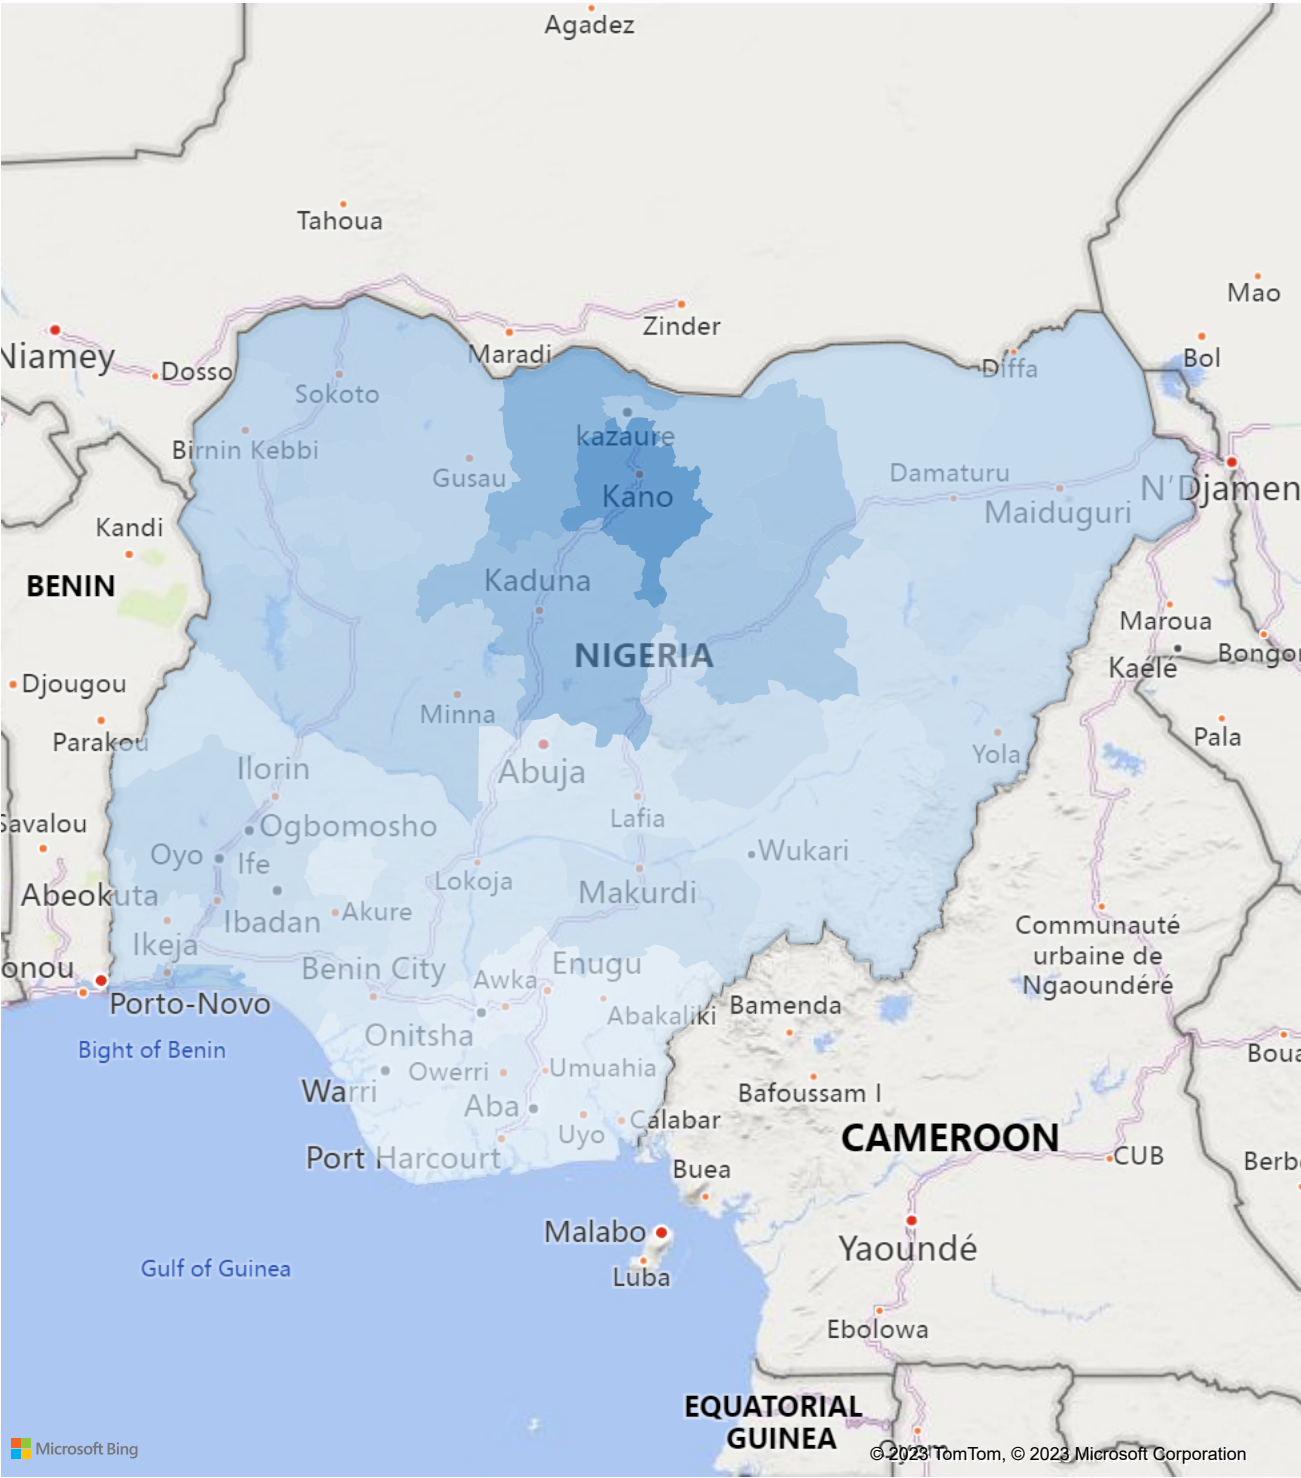 Agadez
Tahoua
Mao
Zinder
Niamey
Maradi
Dosso
Diffa
Bol
Sokoto
kazaure
Birnin Kebbi
Gusau
Damaturu
Kano
N'Djamen
Maiduguri
Kandi
BENIN
Kaduna
Maroua
NIGERIA
Kaélé
Bongor
Djougou
Minna
Parakou
Pala
Yola
Ilorin
Abuja
Savalou
Ogbomosho
Lafia
Oyo
Ife
Wukari
Abeokuta
Lokoja
Makurdi
Ibadan
Akure
Communauté
urbaine de
Ngaoundéré
Ikeja
onou
Benin City
Awka
Enugu
Porto-Novo
Bamenda
Abakaliki
Onitsha
Bight of Benin
Boua
Owerri
Umuahia
Warri
Bafoussam I
Aba
Calabar
Uyo
CAMEROON
Port Harcourt
CUB
Buea
Berb
Malabo
Yaoundé
Gulf of Guinea
Luba
Ebolowa
EQUATORIAL
GUINEA
Microsoft Bing
© 2023 TomTom, © 2023 Microsoft Corporation